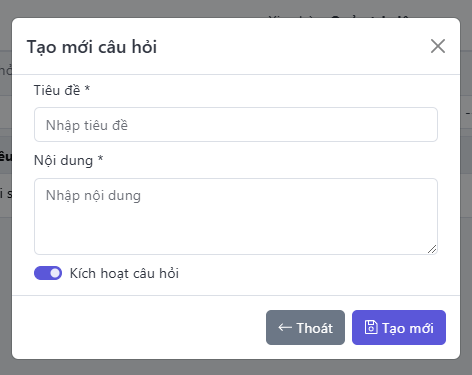 Tạo mới câu hỏi
Tiêu đề *
Nhập tiêu đề
Nội dung *
Nhập nội dung
Kích hoạt câu hỏi
Thoát
Tạo mới